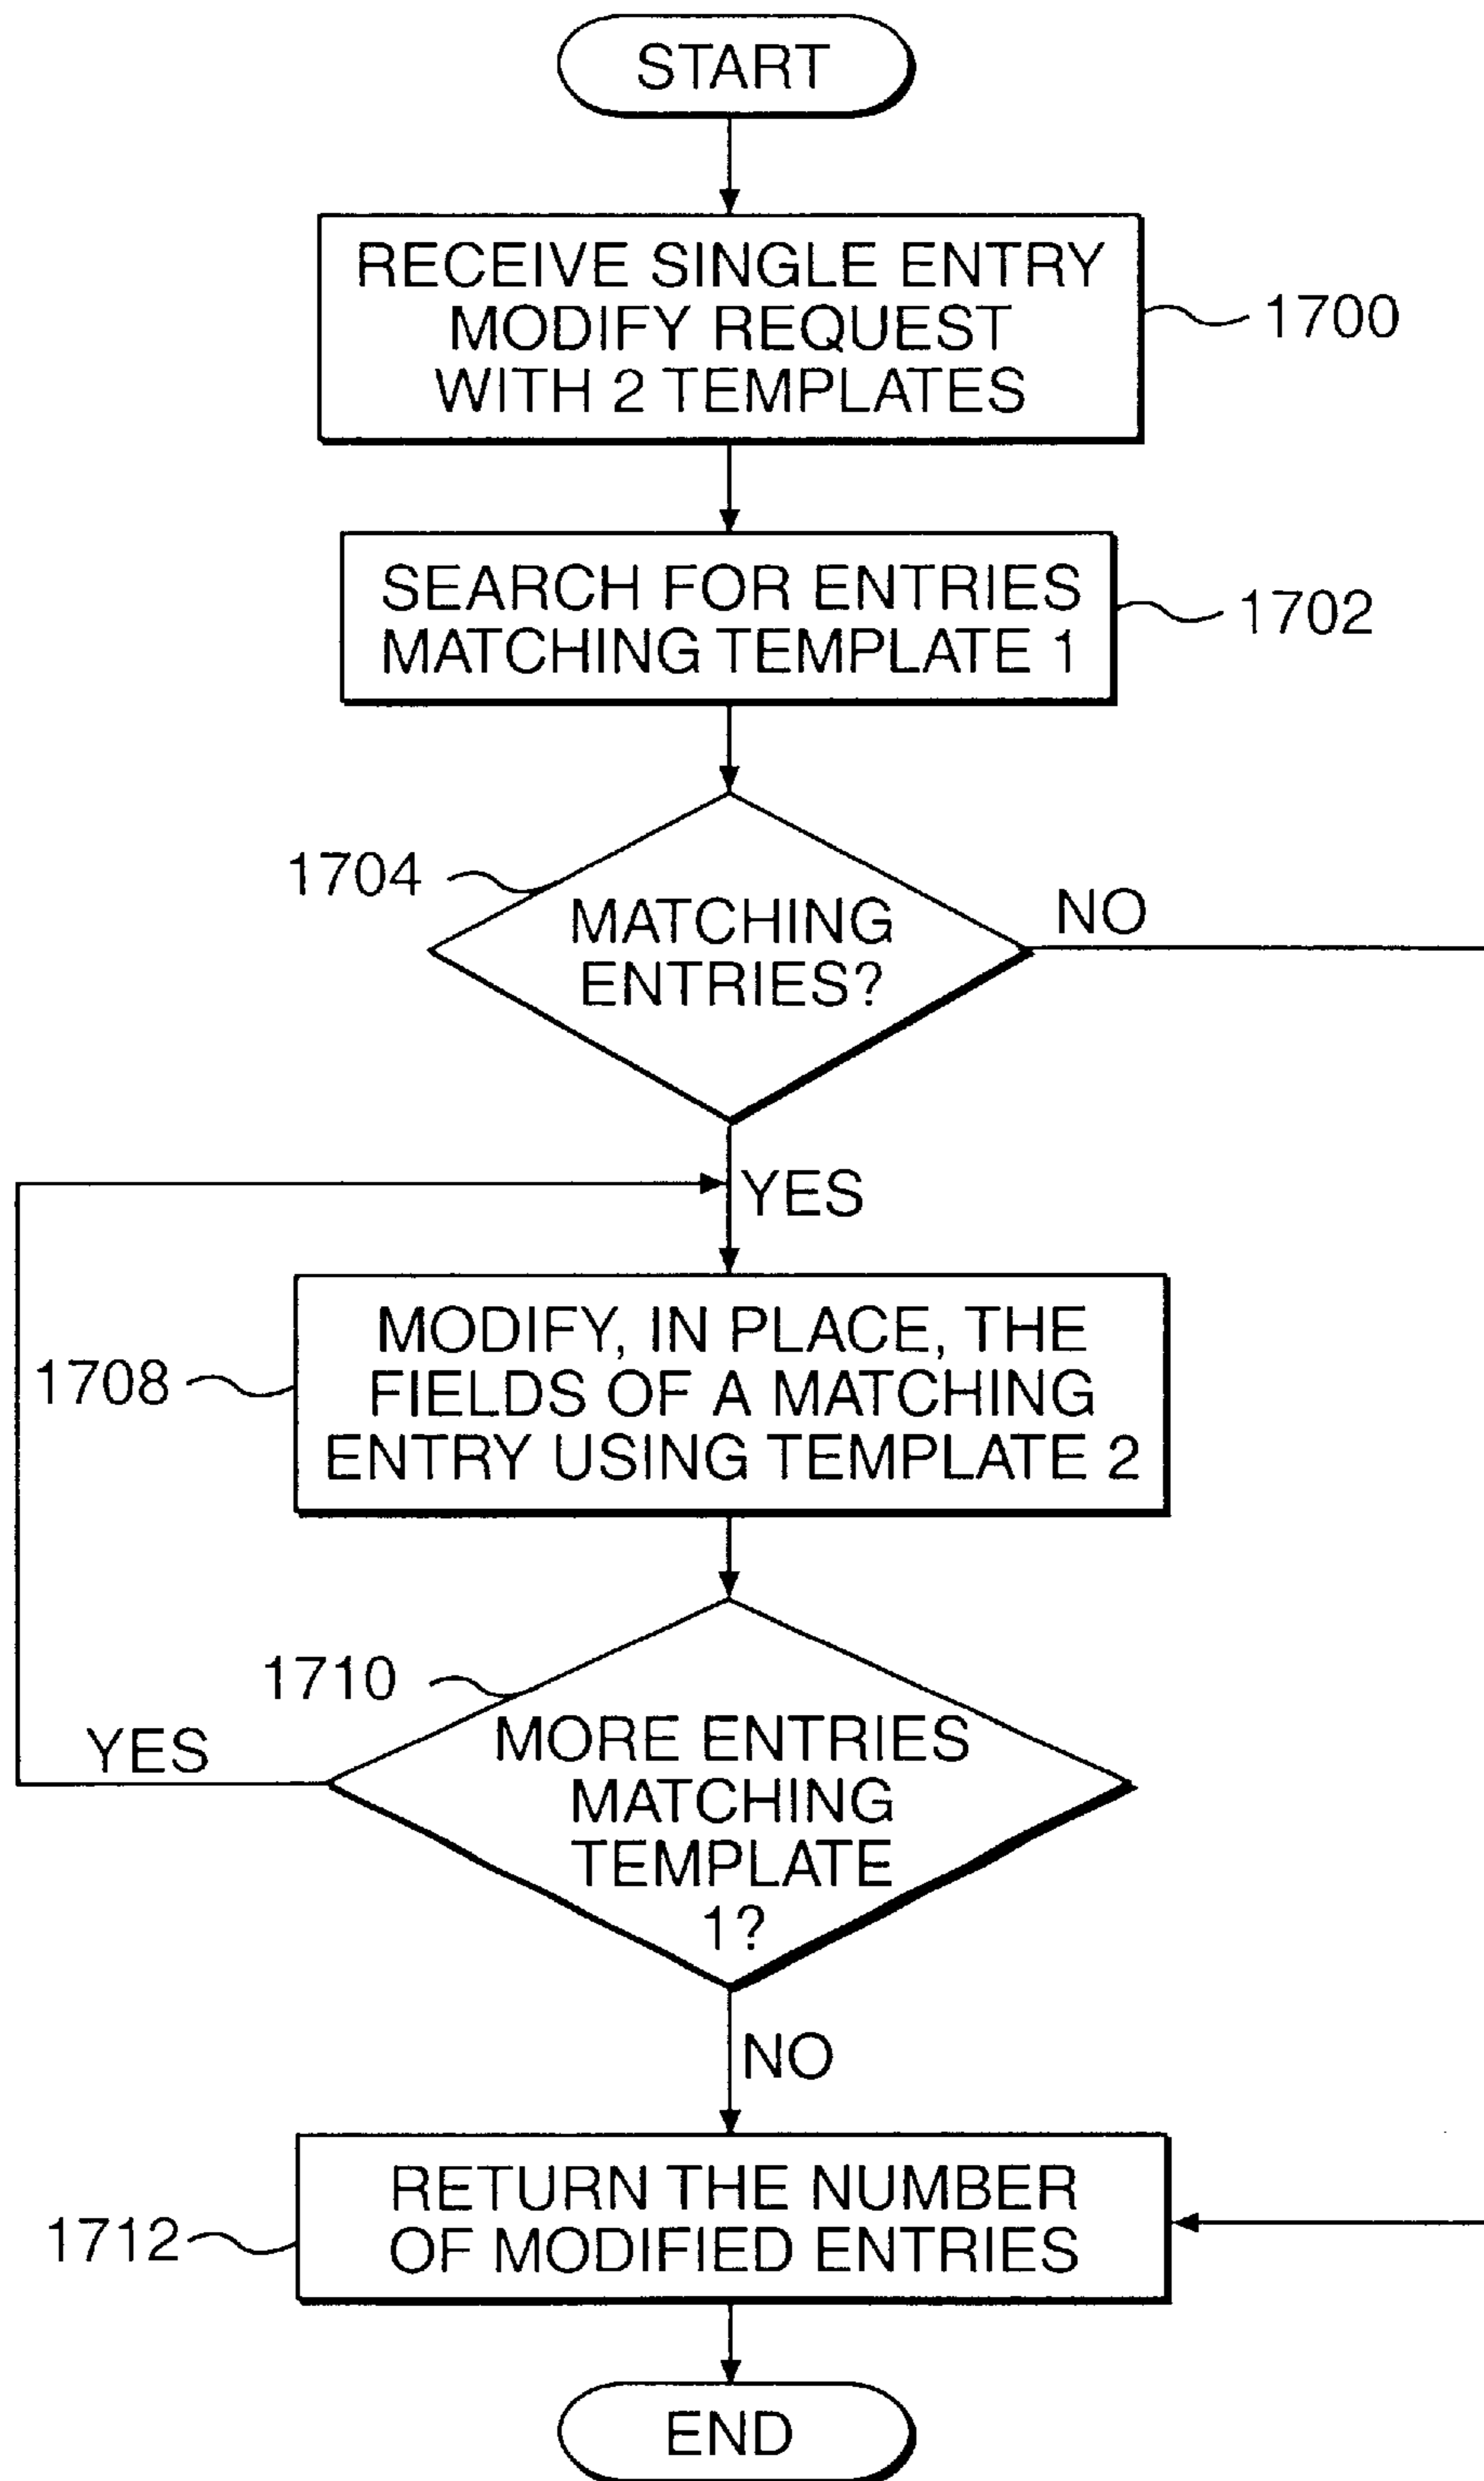 START
RECEIVE SINGLE ENTRY
MODIFY REQUEST
WITH 2 TEMPLATES
1700
SEARCH FOR ENTRIES
MATCHING TEMPLATE 1
1702
1704
MATCHING
ENTRIES?
NO
YES
MODIFY, IN PLACE, THE
FIELDS OF A MATCHING
ENTRY USING TEMPLATE 2
1708
1710
MORE ENTRIES
MATCHING
TEMPLATE
1?
YES
NO
RETURN THE NUMBER
OF MODIFIED ENTRIES
1712
END